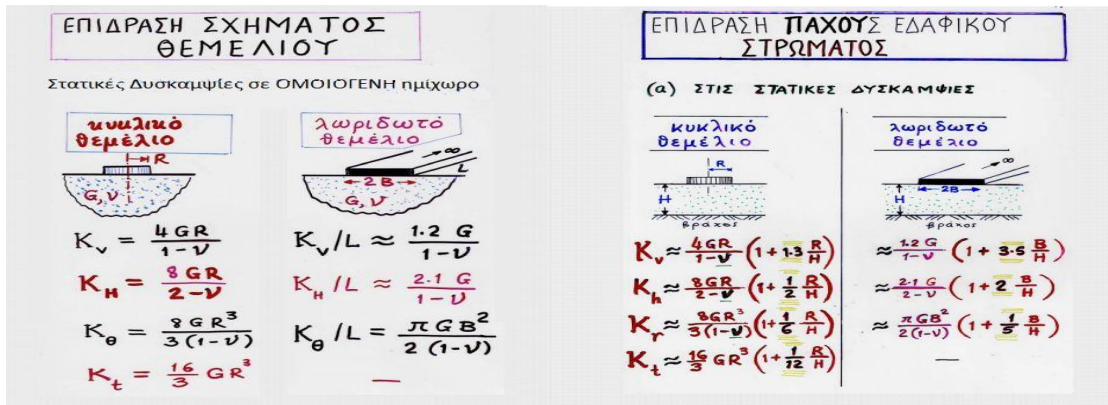 ΕΠΙΔΡΑΣΗ ΣΧΗΜΑΤΟΣ
ΘΕΜΕΛΙΟΥ
Στατικές Δυσκαμψίες σε ΟΜΟΙΟΓΕΝΗ ημίχωρο
κυκλικό
θεμέλιο
R
G, ν
λωριδωτό
θεμέλιο
∞
L
2B
G, ν
K_v = 4GR / 1-ν
K_H = 8GR / 2-ν
K_θ = 8GR³ / 3(1-ν)
K_t = 16/3 GR³
K_v/L ≈ 1.2 G / 1-ν
K_H/L ≈ 2.1 G / 1-ν
K_θ/L = πGB² / 2(1-ν)
—
ΕΠΙΔΡΑΣΗ ΠΑΧΟΥΣ ΕΔΑΦΙΚΟΥ
ΣΤΡΩΜΑΤΟΣ
(α) ΣΤΙΣ ΣΤΑΤΙΚΕΣ ΔΥΣΚΑΜΨΙΕΣ
κυκλικό
θεμέλιο
R
H
βράχος
λωριδωτό
θεμέλιο
∞
2B
H
βράχος
K_v ≈ 4GR / 1-ν (1 + 1.3 R/H)
K_h ≈ 8GR / 2-ν (1 + 1/2 R/H)
K_r ≈ 8GR³ / 3(1-ν) (1 + 1/6 R/H)
K_t ≈ 16/3 GR³ (1 + 1/12 R/H)
≈ 1.2 G / 1-ν (1 + 3.5 B/H)
≈ 2.1 G / 2-ν (1 + 2 B/H)
≈ πGB² / 2(1-ν) (1 + 1/5 B/H)
—